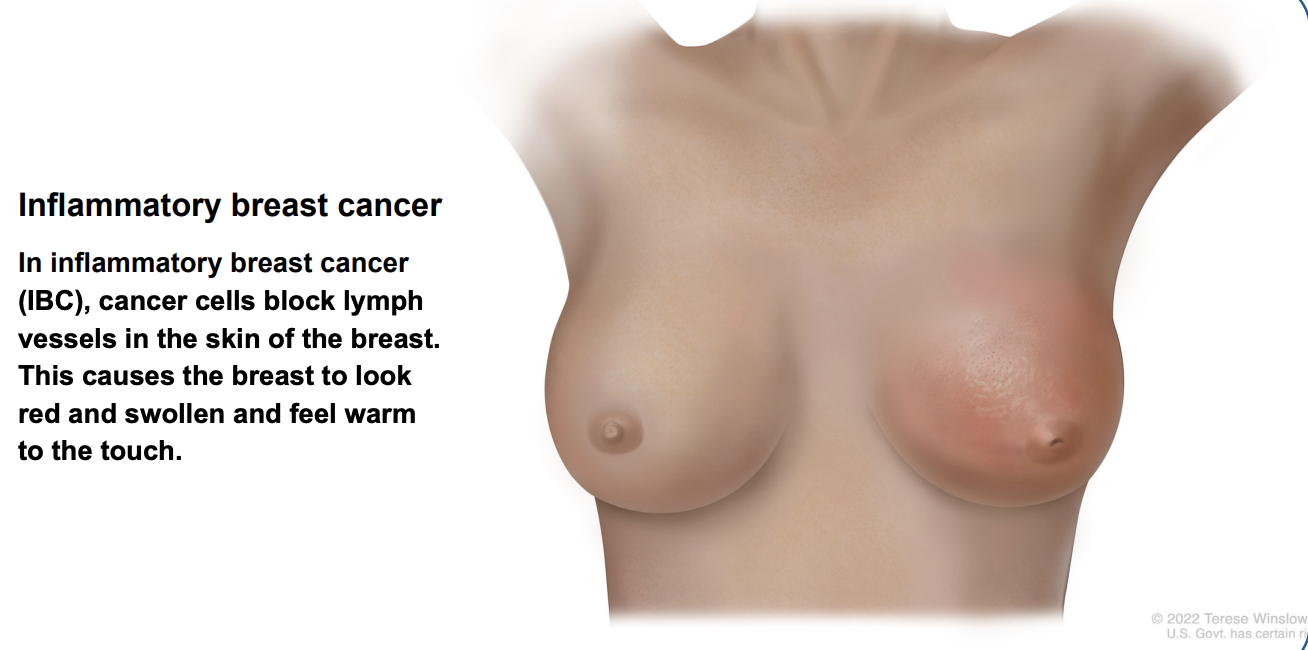 Inflammatory breast cancer
In inflammatory breast cancer
(IBC), cancer cells block lymph
vessels in the skin of the breast.
This causes the breast to look
red and swollen and feel warm
to the touch.
© 2022 Terese Winslow
U.S. Govt. has certain